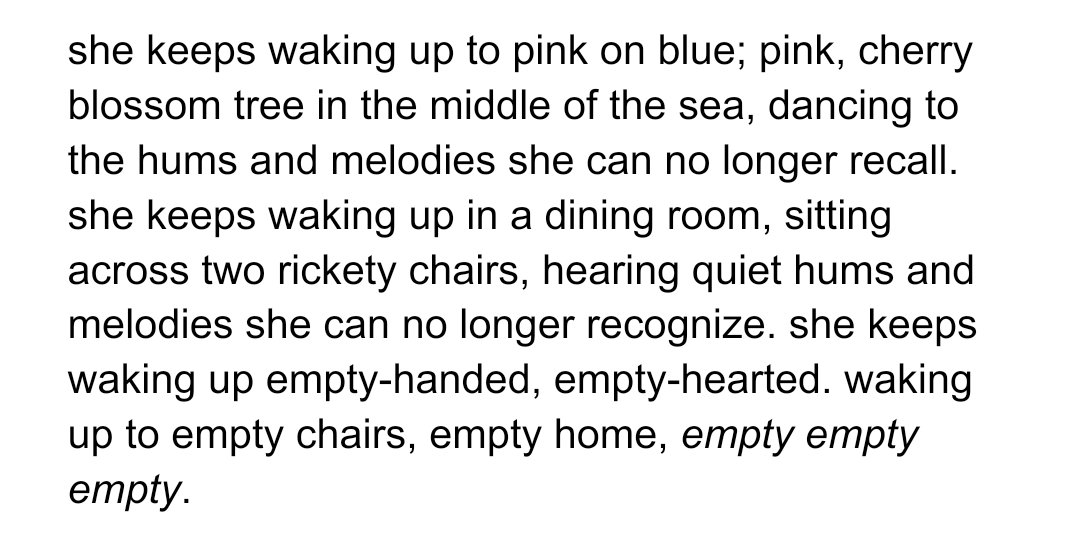 she keeps waking up to pink on blue; pink, cherry
blossom tree in the middle of the sea, dancing to
the hums and melodies she can no longer recall.
she keeps waking up in a dining room, sitting
across two rickety chairs, hearing quiet hums and
melodies she can no longer recognize. she keeps
waking up empty-handed, empty-hearted. waking
up to empty chairs, empty home, empty empty
empty.